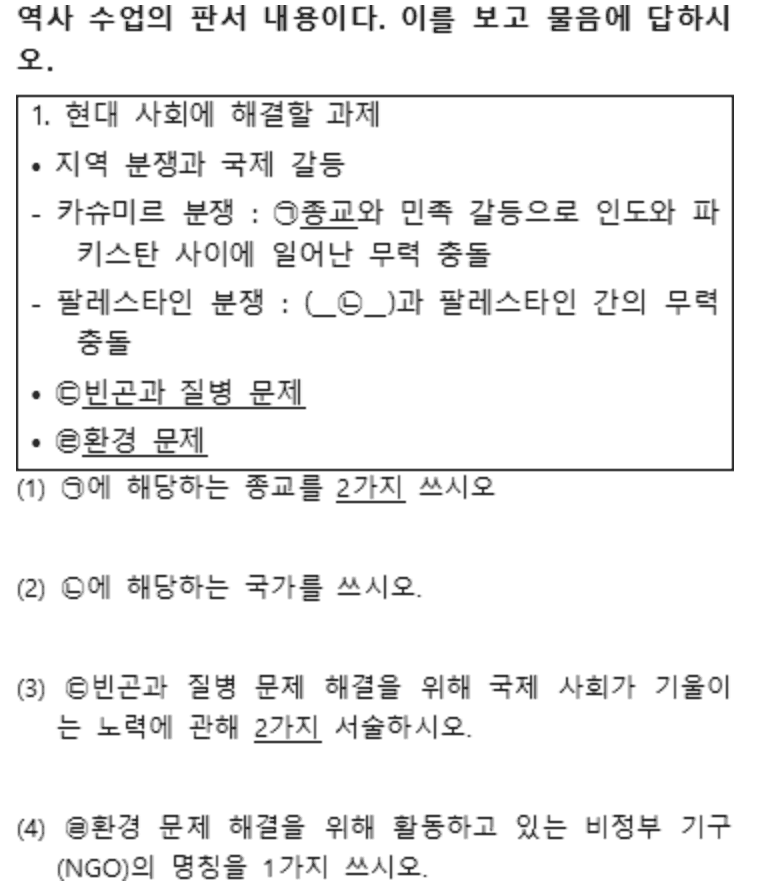 역사 수업의 판서 내용이다. 이를 보고 물음에 답하시
오.
1. 현대 사회에 해결할 과제
• 지역 분쟁과 국제 갈등
- 카슈미르 분쟁 : ㉠종교와 민족 갈등으로 인도와 파
키스탄 사이에 일어난 무력 충돌
- 팔레스타인 분쟁 : (_㉡_)과 팔레스타인 간의 무력
충돌
• ㉢빈곤과 질병 문제
• ㉣환경 문제
(1) ㉠에 해당하는 종교를 2가지 쓰시오
(2) ㉡에 해당하는 국가를 쓰시오.
(3) ㉢빈곤과 질병 문제 해결을 위해 국제 사회가 기울이
는 노력에 관해 2가지 서술하시오.
(4) ㉣환경 문제 해결을 위해 활동하고 있는 비정부 기구
(NGO)의 명칭을 1가지 쓰시오.